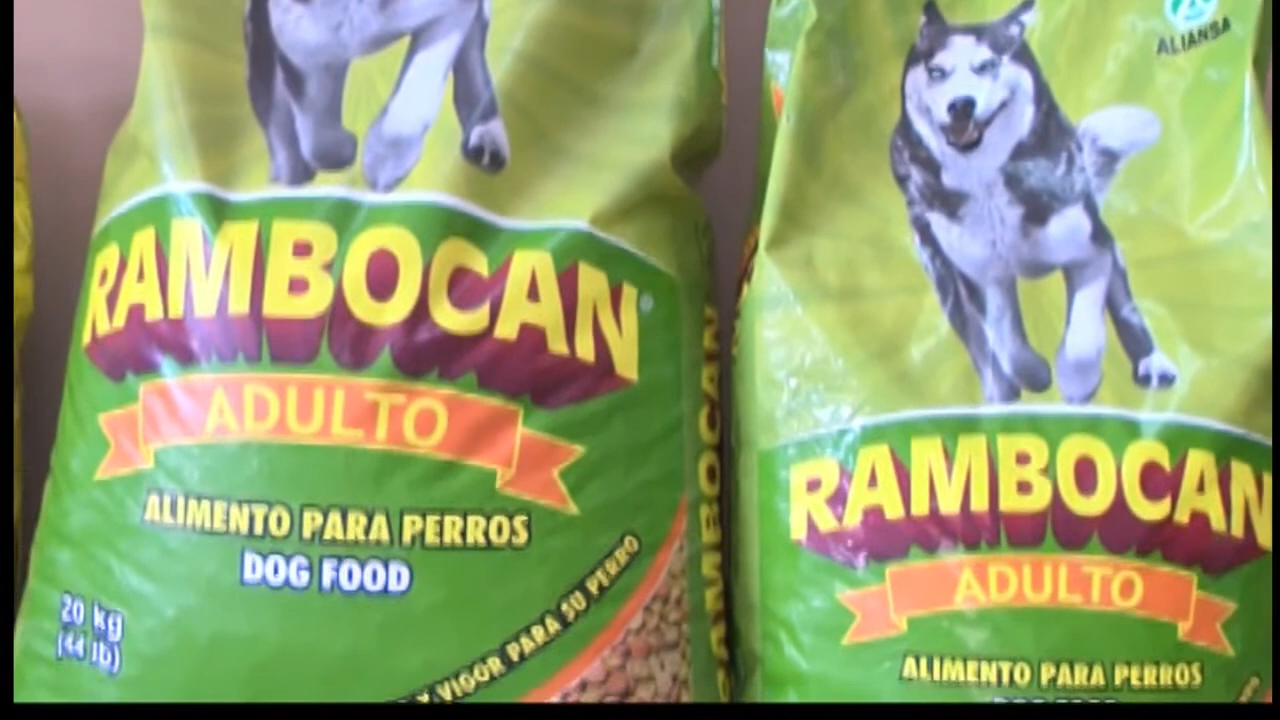 RAMBOCAN
ADULTO
ALIMENTO PARA PERROS
DOG FOOD
20 kg
(44 lb)
Y VIGOR PARA SU PERRO
RAMBOCAN
ALIANSA
RAMBOCAN
ADULTO
ALIMENTO PARA PERROS